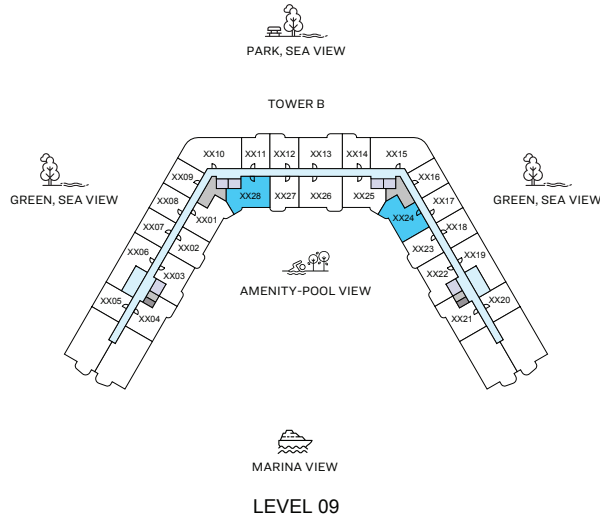 PARK, SEA VIEW
TOWER B
XX10 XX11 XX12 XX13 XX14 XX15
XX09 XX16
GREEN, SEA VIEW GREEN, SEA VIEW
XX08 XX01 XX28 XX27 XX26 XX25 XX24 XX17
XX07 XX02 XX23 XX18
XX06 XX03 XX22 XX19
AMENITY-POOL VIEW
XX05 XX04 XX21 XX20
MARINA VIEW
LEVEL 09